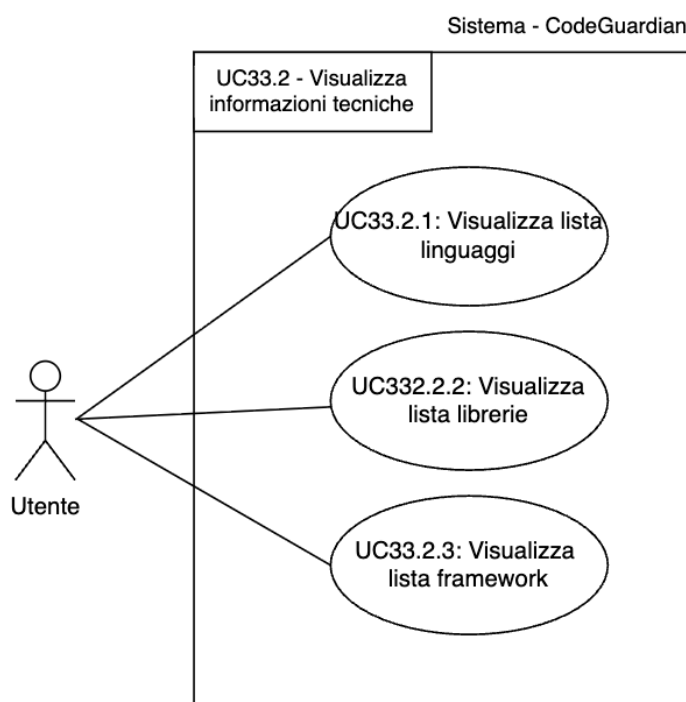 Sistema - CodeGuardian
UC33.2 - Visualizza
informazioni tecniche
UC33.2.1: Visualizza lista
linguaggi
UC332.2.2: Visualizza
lista librerie
Utente
UC33.2.3: Visualizza
lista framework